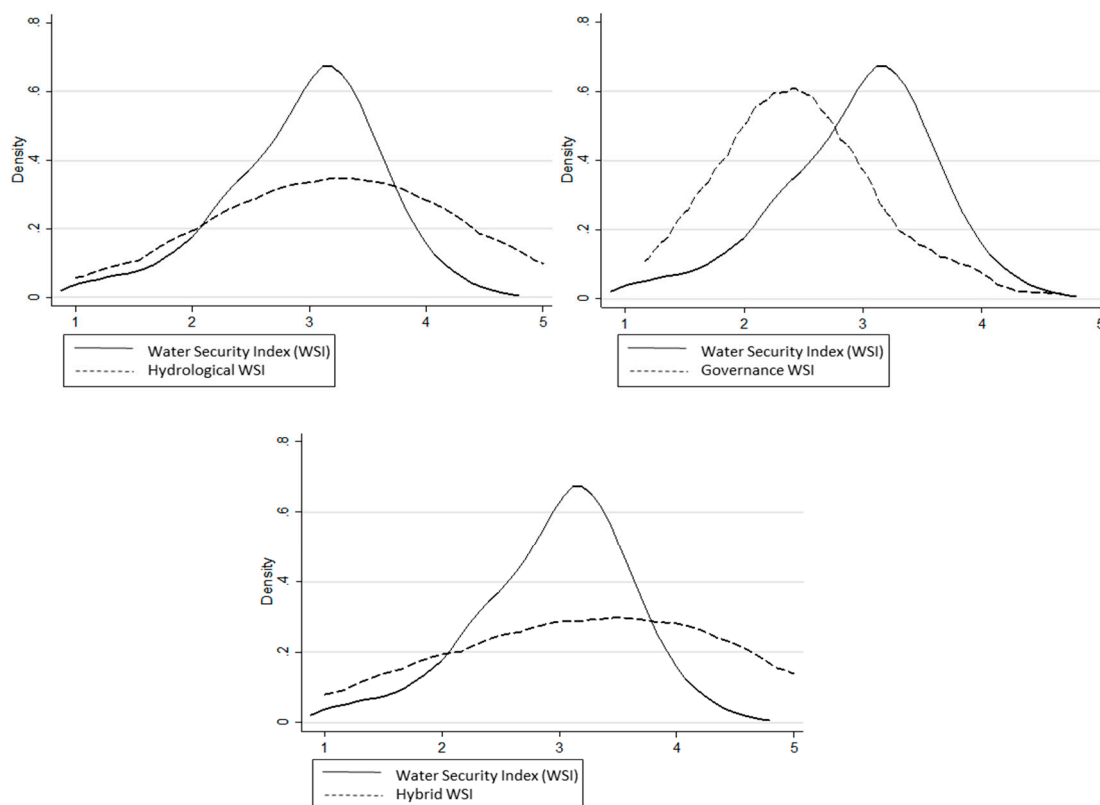 .8
.6
.4
.2
0
Density
1 2 3 4 5
Water Security Index (WSI)
Hydrological WSI
.8
.6
.4
.2
0
Density
1 2 3 4 5
Water Security Index (WSI)
Governance WSI
.8
.6
.4
.2
0
Density
1 2 3 4 5
Water Security Index (WSI)
Hybrid WSI